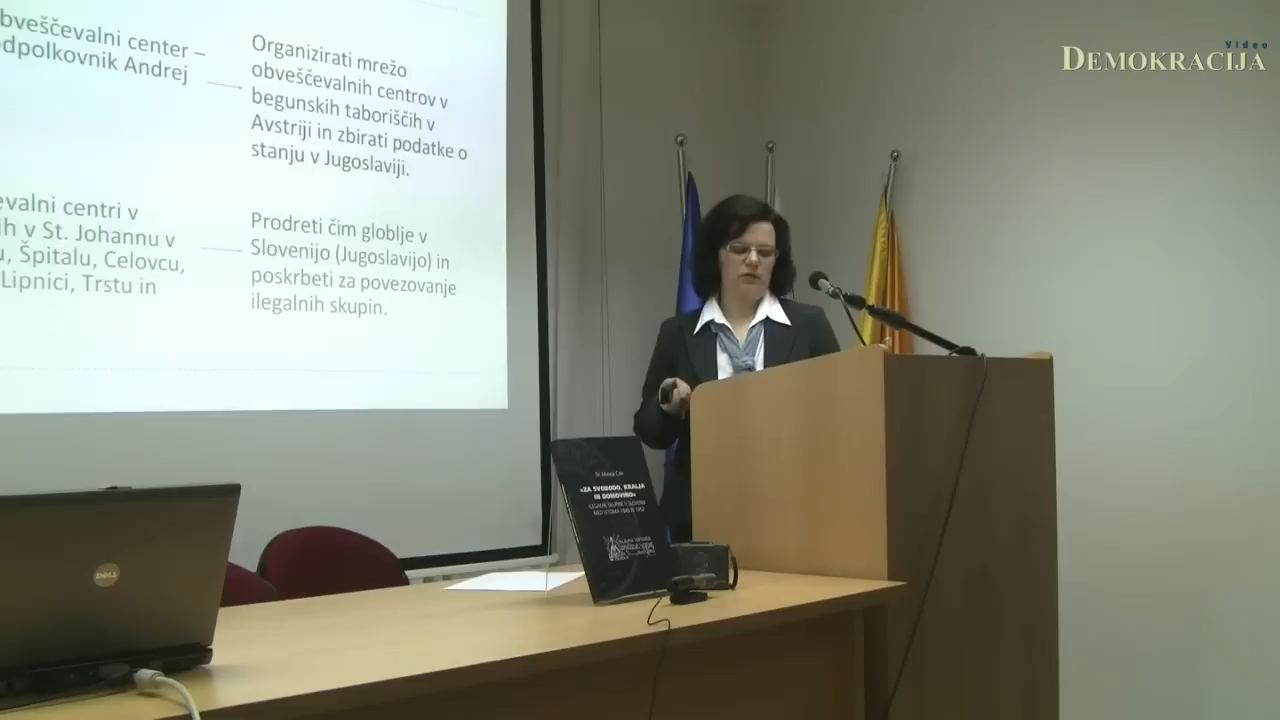 obveščevalni center –
odpolkovnik Andrej
Organizirati mrežo
obveščevalnih centrov v
begunskih taboriščih v
Avstriji in zbirati podatke o
stanju v Jugoslaviji.
evalni centri v
ih v St. Johannu v
u, Špitalu, Celovcu,
Lipnici, Trstu in
Prodreti čim globlje v
Slovenijo (Jugoslavijo) in
poskrbeti za povezovanje
ilegalnih skupin.
Video
DEMOKRACIJA
»ZA SVOBODO, KRALJA
IN DOMOVINO«
DELL